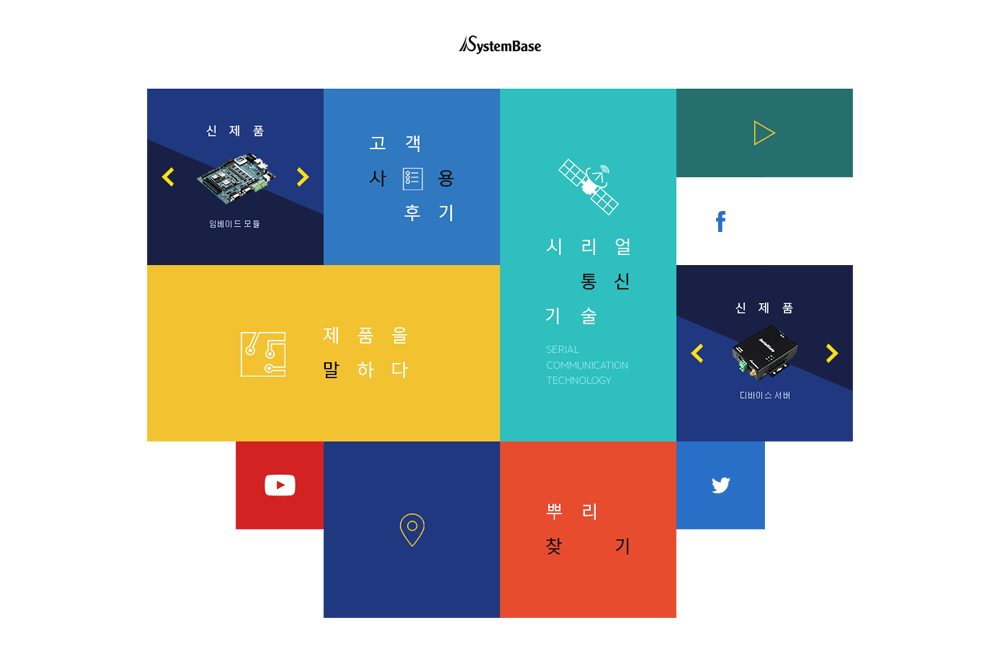 SystemBase
신 제 품
임베이드 모듈
고 객
사 용
후 기
시 리 얼
통 신
기 술
SERIAL
COMMUNICATION
TECHNOLOGY
제 품 을
말 하 다
신 제 품
디바이스 서버
뿌 리
찾 기